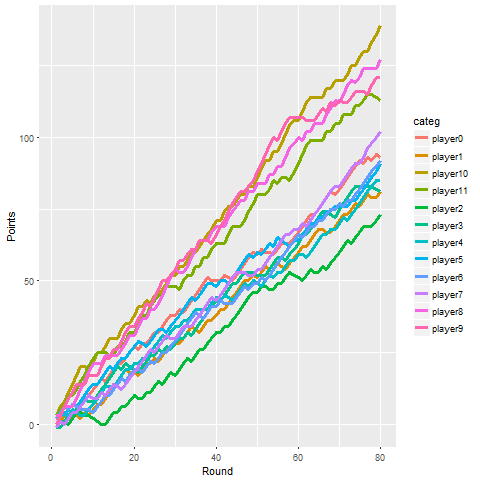 Points
100
50
0
0
20
40
60
80
Round
categ
player0
player1
player10
player11
player2
player3
player4
player5
player6
player7
player8
player9